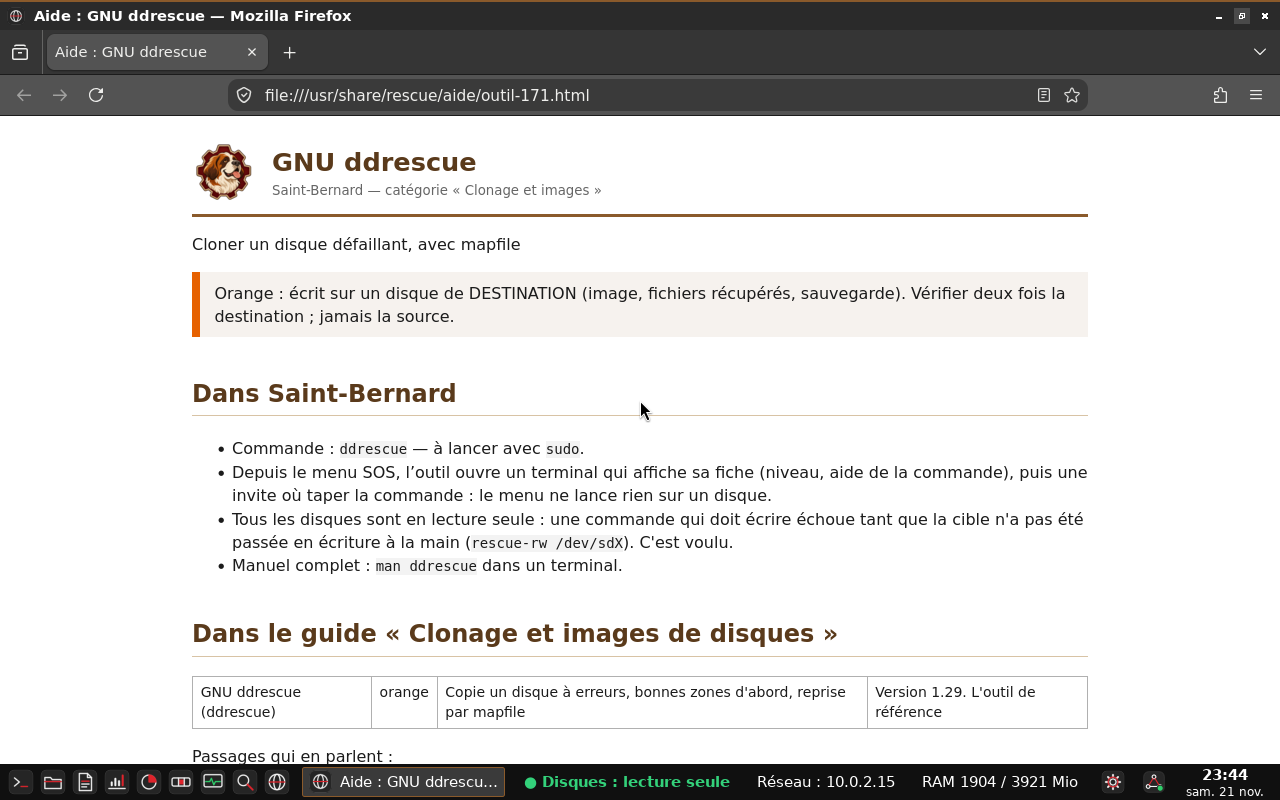 Aide : GNU ddrescue — Mozilla Firefox
Aide : GNU ddrescue
file:///usr/share/rescue/aide/outil-171.html
GNU ddrescue
Saint-Bernard — catégorie « Clonage et images »
Cloner un disque défaillant, avec mapfile
Orange : écrit sur un disque de DESTINATION (image, fichiers récupérés, sauvegarde). Vérifier deux fois la
destination ; jamais la source.
Dans Saint-Bernard
• Commande : ddrescue — à lancer avec sudo.
• Depuis le menu SOS, l’outil ouvre un terminal qui affiche sa fiche (niveau, aide de la commande), puis une
invite où taper la commande : le menu ne lance rien sur un disque.
• Tous les disques sont en lecture seule : une commande qui doit écrire échoue tant que la cible n'a pas été
passée en écriture à la main (rescue-rw /dev/sdX). C'est voulu.
• Manuel complet : man ddrescue dans un terminal.
Dans le guide « Clonage et images de disques »
GNU ddrescue
(ddrescue)
orange
Copie un disque à erreurs, bonnes zones d'abord, reprise
par mapfile
Version 1.29. L'outil de
référence
Passages qui en parlent :
Aide : GNU ddrescu...
Disques : lecture seule
Réseau : 10.0.2.15
RAM 1904 / 3921 Mio
23:44
sam. 21 nov.